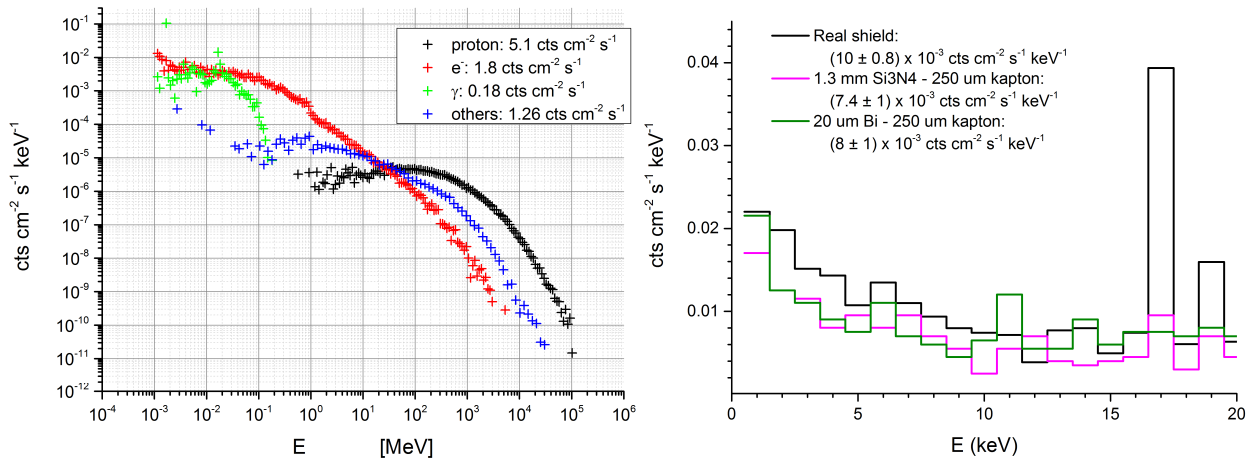 10⁻¹
10⁻²
10⁻³
10⁻⁴
10⁻⁵
10⁻⁶
10⁻⁷
10⁻⁸
10⁻⁹
10⁻¹⁰
10⁻¹¹
10⁻¹²
cts cm⁻² s⁻¹ keV⁻¹
proton: 5.1 cts cm⁻² s⁻¹
e⁻: 1.8 cts cm⁻² s⁻¹
γ: 0.18 cts cm⁻² s⁻¹
others: 1.26 cts cm⁻² s⁻¹
10⁻⁴ 10⁻³ 10⁻² 10⁻¹ 10⁰ 10¹ 10² 10³ 10⁴ 10⁵ 10⁶
E [MeV]
0.04
0.03
0.02
0.01
cts cm⁻² s⁻¹ keV⁻¹
Real shield:
(10 ± 0.8) x 10⁻³ cts cm⁻² s⁻¹ keV⁻¹
1.3 mm Si3N4 - 250 um kapton:
(7.4 ± 1) x 10⁻³ cts cm⁻² s⁻¹ keV⁻¹
20 um Bi - 250 um kapton:
(8 ± 1) x 10⁻³ cts cm⁻² s⁻¹ keV⁻¹
0 5 10 15 20
E (keV)